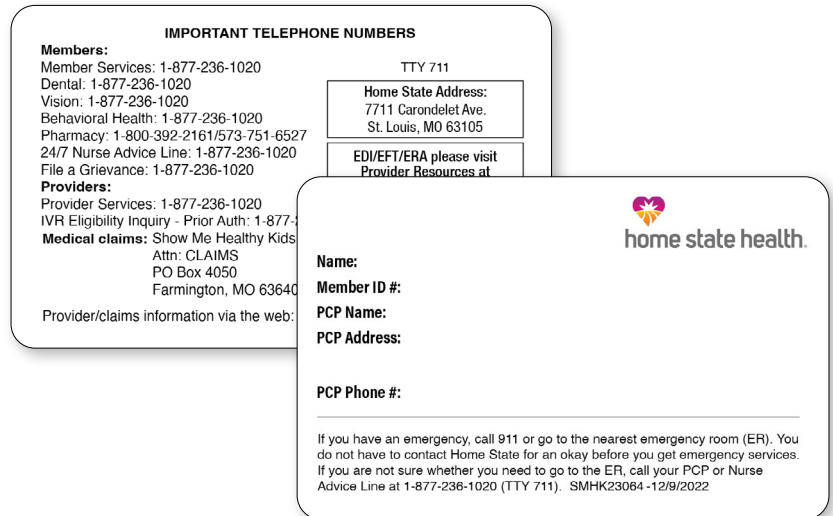 IMPORTANT TELEPHONE NUMBERS
Members:
Member Services: 1-877-236-1020
TTY 711
Dental: 1-877-236-1020
Vision: 1-877-236-1020
Behavioral Health: 1-877-236-1020
Pharmacy: 1-800-392-2161/573-751-6527
24/7 Nurse Advice Line: 1-877-236-1020
File a Grievance: 1-877-236-1020
Home State Address:
7711 Carondelet Ave.
St. Louis, MO 63105
EDI/EFT/ERA please visit
Provider Resources at
Providers:
Provider Services: 1-877-236-1020
IVR Eligibility Inquiry - Prior Auth: 1-877-
Medical claims: Show Me Healthy Kids
Attn: CLAIMS
PO Box 4050
Farmington, MO 63640
Provider/claims information via the web:
home state health.
Name:
Member ID #:
PCP Name:
PCP Address:
PCP Phone #:
If you have an emergency, call 911 or go to the nearest emergency room (ER). You
do not have to contact Home State for an okay before you get emergency services.
If you are not sure whether you need to go to the ER, call your PCP or Nurse
Advice Line at 1-877-236-1020 (TTY 711). SMHK23064 -12/9/2022